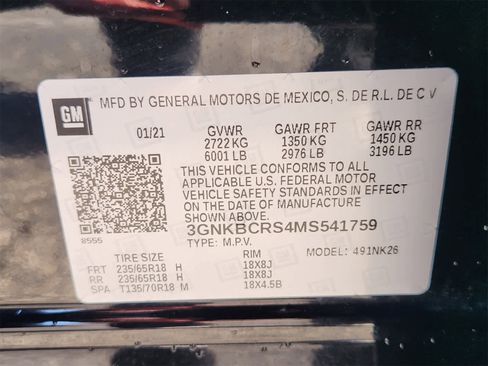 GM
MFD BY GENERAL MOTORS DE MEXICO, S. DE R.L. DE C V
01/21 GVWR GAWR FRT GAWR RR
2722 KG 1350 KG 1450 KG
6001 LB 2976 LB 3196 LB
THIS VEHICLE CONFORMS TO ALL
APPLICABLE U.S. FEDERAL MOTOR
VEHICLE SAFETY STANDARDS IN EFFECT
ON THE DATE OF MANUFACTURE
SHOWN ABOVE.
3GNKBCRS4MS541759
8555 TYPE: M.P.V. MODEL: 491NK26
TIRE SIZE RIM
FRT 235/65R18 H 18X8J
RR 235/65R18 H 18X8J
SPA T135/70R18 M 18X4.5B